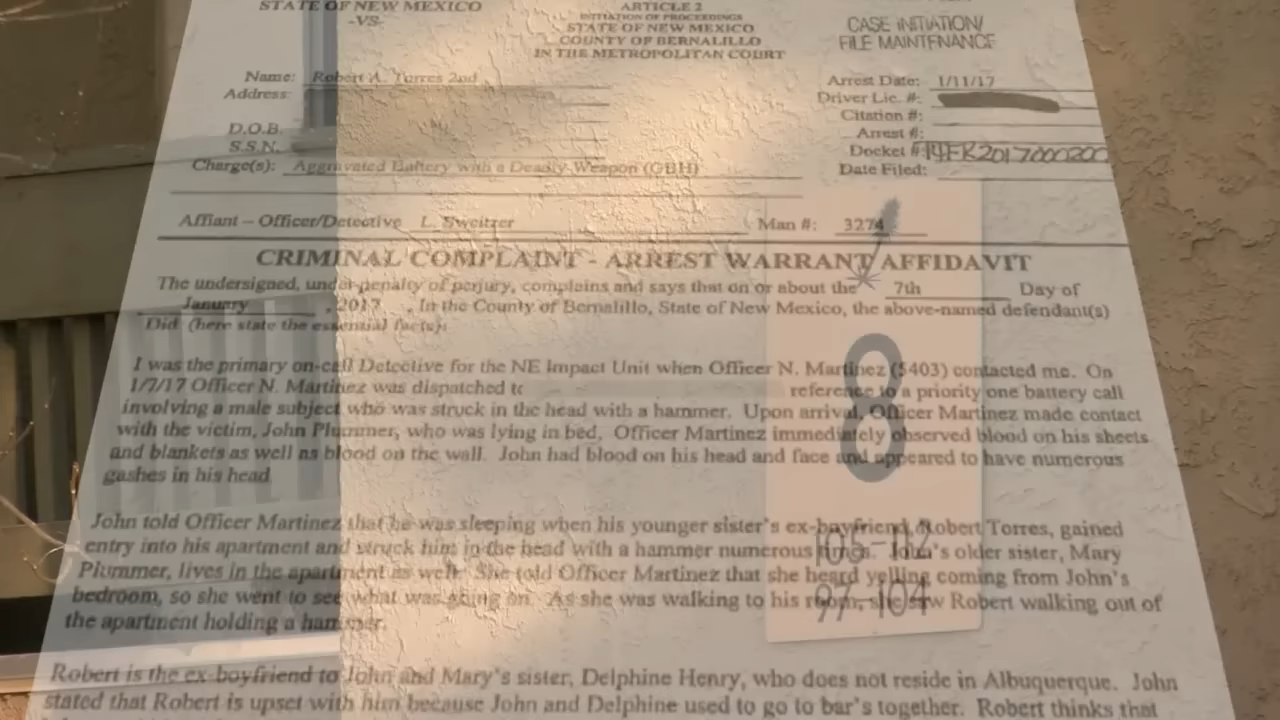 STATE OF NEW MEXICO
-VS-
ARTICLE 2
INITIATION OF PROCEEDINGS
STATE OF NEW MEXICO
COUNTY OF BERNALILLO
IN THE METROPOLITAN COURT
CASE INITIATION/
FILE MAINTENANCE
Name: Robert A. Torres 2nd
Address:
D.O.B.
S.S.N.
Charge(s): Aggravated Battery with a Deadly Weapon (GBH)
Arrest Date: 1/11/17
Driver Lic. #:
Citation #:
Arrest #:
Docket #:
Date Filed:
Affiant – Officer/Detective L. Sweitzer Man #: 3274
CRIMINAL COMPLAINT - ARREST WARRANT AFFIDAVIT
The undersigned, under penalty of perjury, complains and says that on or about the 7th Day of
January , 2017 , In the County of Bernalillo, State of New Mexico, the above-named defendant(s)
Did (here state the essential facts):
I was the primary on-call Detective for the NE Impact Unit when Officer N. Martinez (5403) contacted me. On
1/7/17 Officer N. Martinez was dispatched to reference to a priority one battery call
involving a male subject who was struck in the head with a hammer. Upon arrival, Officer Martinez made contact
with the victim, John Plummer, who was lying in bed. Officer Martinez immediately observed blood on his sheets
and blankets as well as blood on the wall. John had blood on his head and face and appeared to have numerous
gashes in his head
John told Officer Martinez that he was sleeping when his younger sister's ex-boyfriend, Robert Torres, gained
entry into his apartment and struck him in the head with a hammer numerous times. John's older sister, Mary
Plummer, lives in the apartment as well. She told Officer Martinez that she heard yelling coming from John's
bedroom, so she went to see what was going on. As she was walking to his room, she saw Robert walking out of
the apartment holding a hammer.
Robert is the ex-boyfriend to John and Mary's sister, Delphine Henry, who does not reside in Albuquerque. John
stated that Robert is upset with him because John and Delphine used to go to bar's together. Robert thinks that
8
105-112
97-104